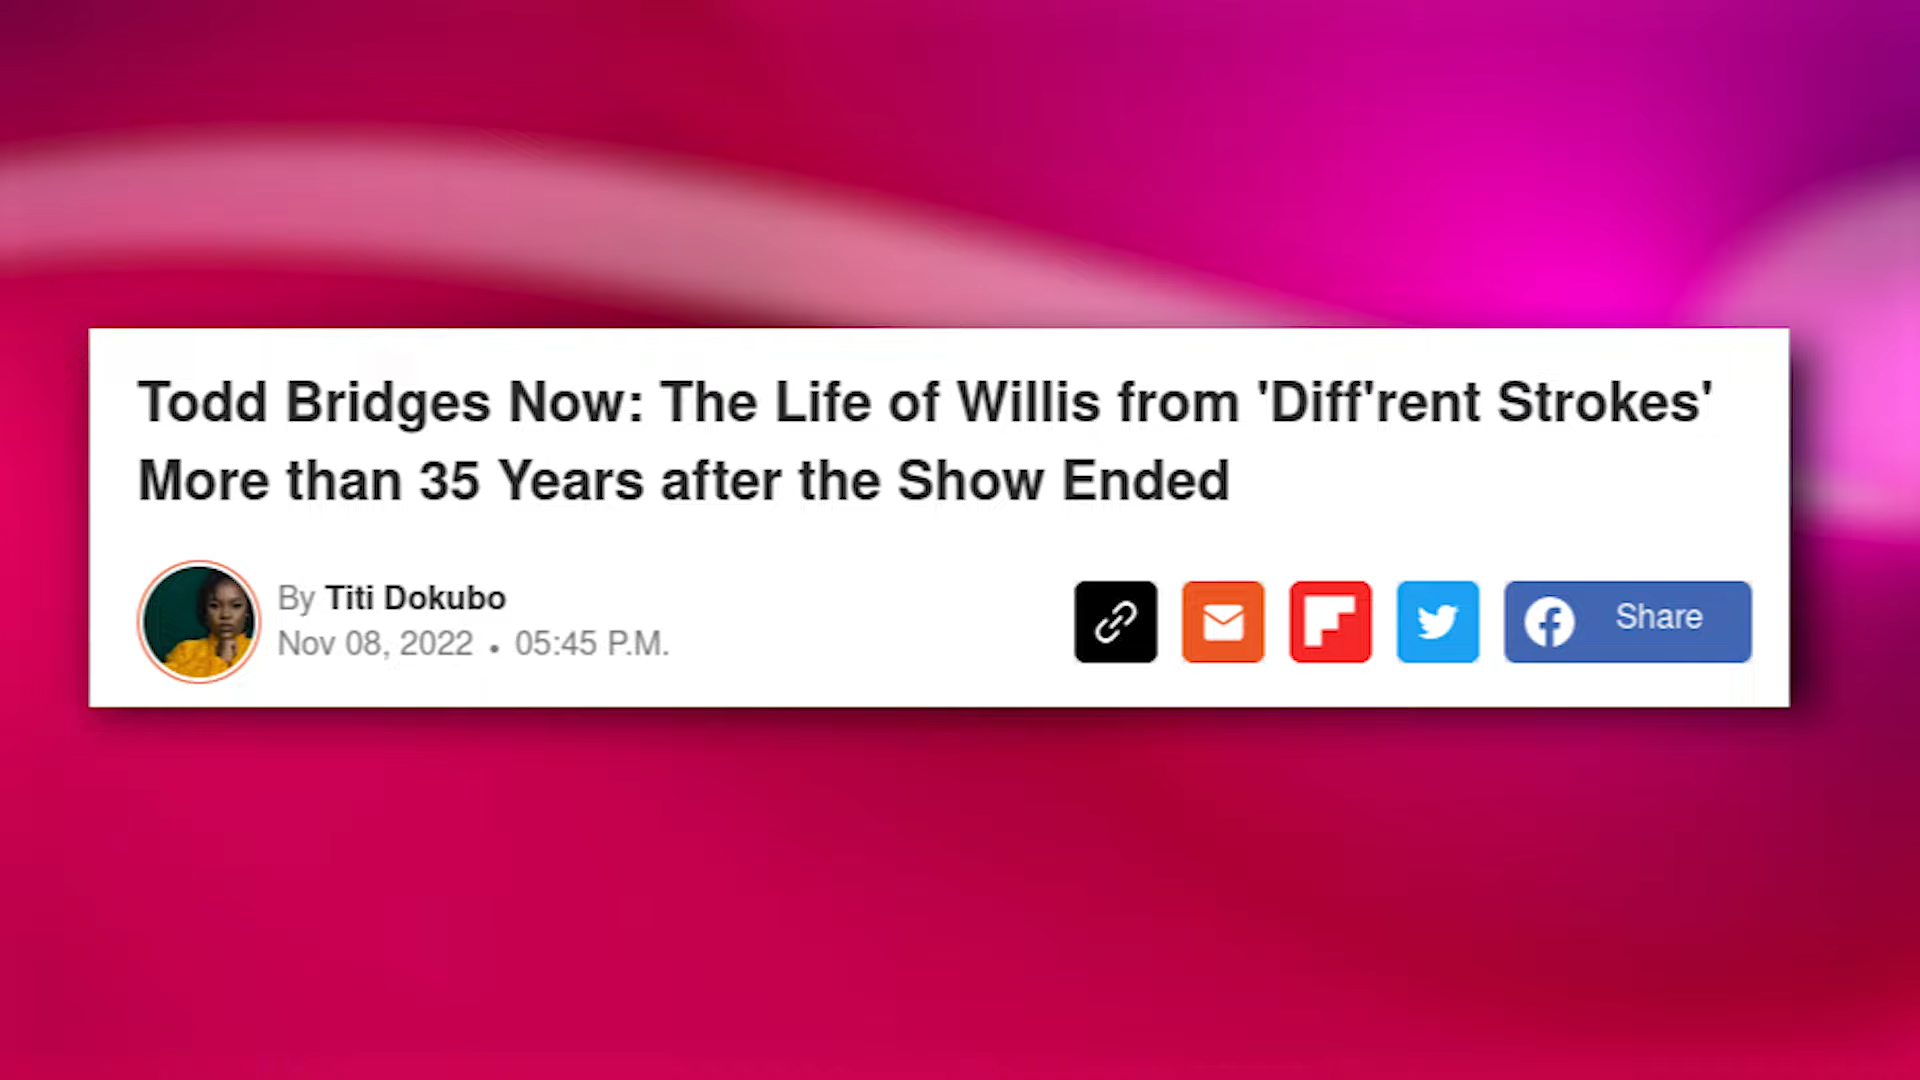 Todd Bridges Now: The Life of Willis from 'Diff'rent Strokes'
More than 35 Years after the Show Ended
By Titi Dokubo
Nov 08, 2022 • 05:45 P.M.
Share